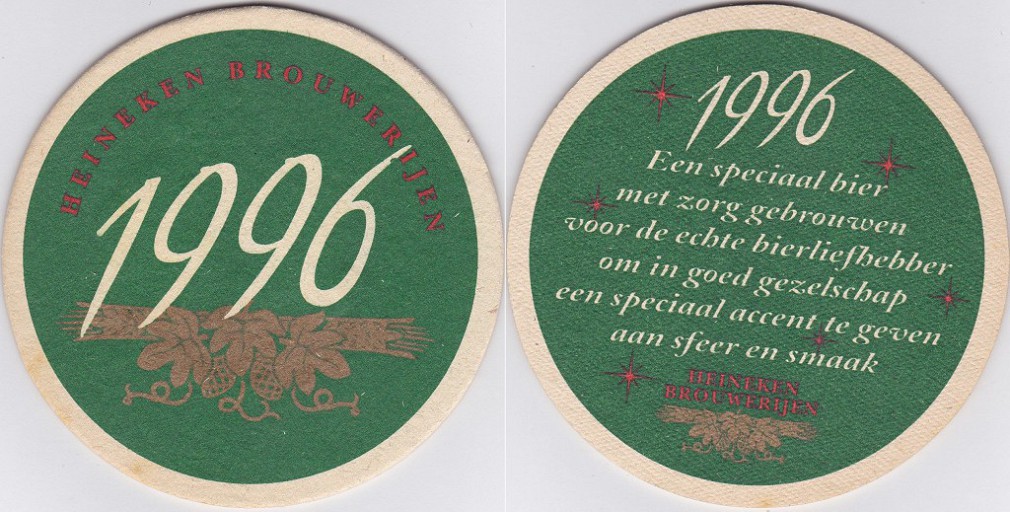 HEINEKEN BROUWERIJEN
1996
1996
Een speciaal bier
met zorg gebrouwen
voor de echte bierliefhebber
om in goed gezelschap
een speciaal accent te geven
aan sfeer en smaak
HEINEKEN
BROUWERIJEN